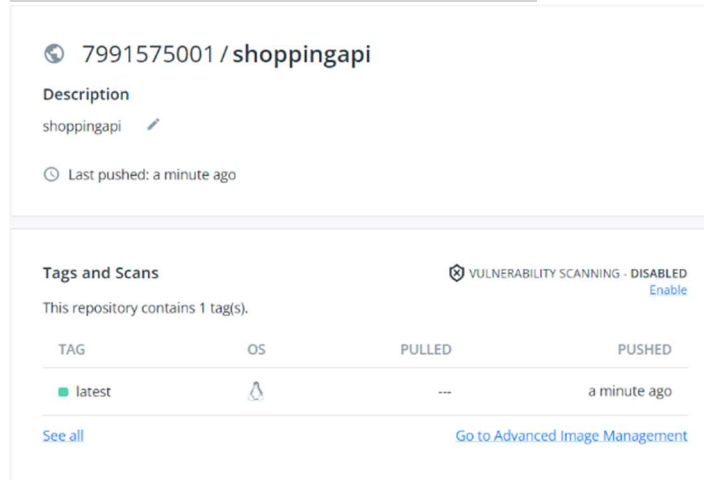 7991575001 / shoppingapi
Description
shoppingapi
Last pushed: a minute ago
Tags and Scans
VULNERABILITY SCANNING - DISABLED
Enable
This repository contains 1 tag(s).
TAG OS PULLED PUSHED
latest --- a minute ago
See all Go to Advanced Image Management